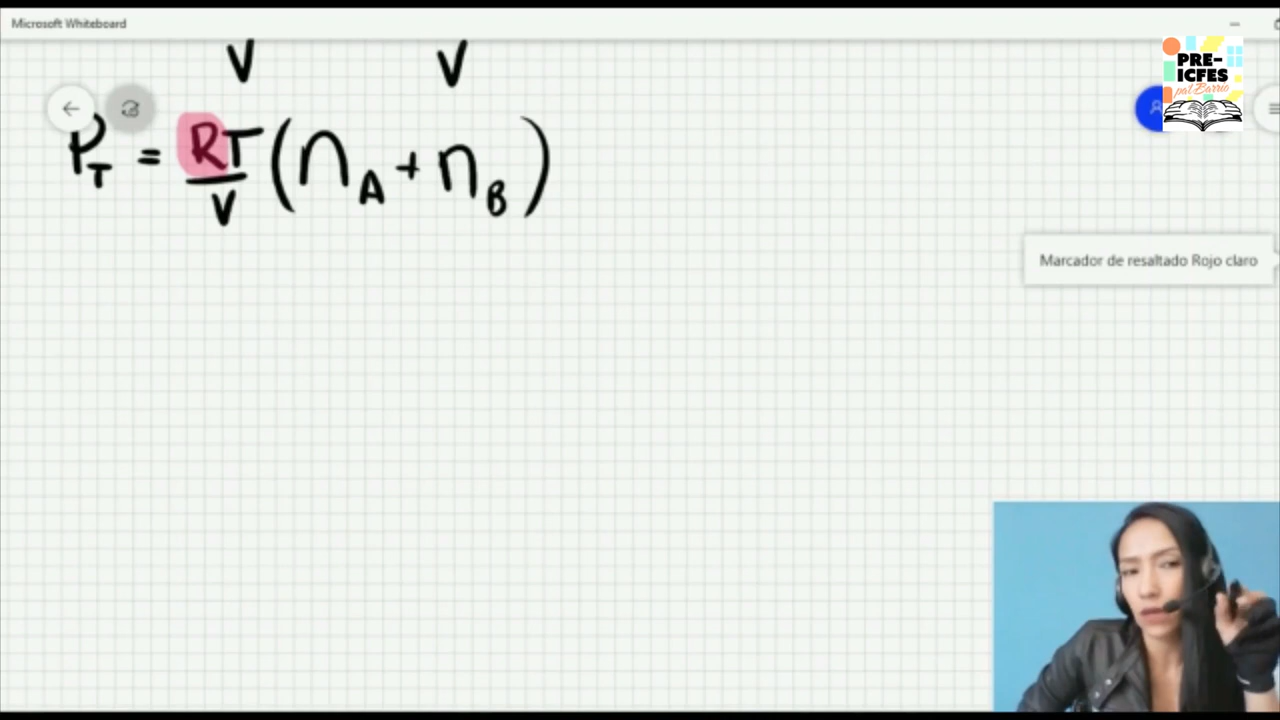 Microsoft Whiteboard
V V
P_T = RT/V (n_A + n_B)
PRE-
ICFES
pal Barrio
Marcador de resaltado Rojo claro